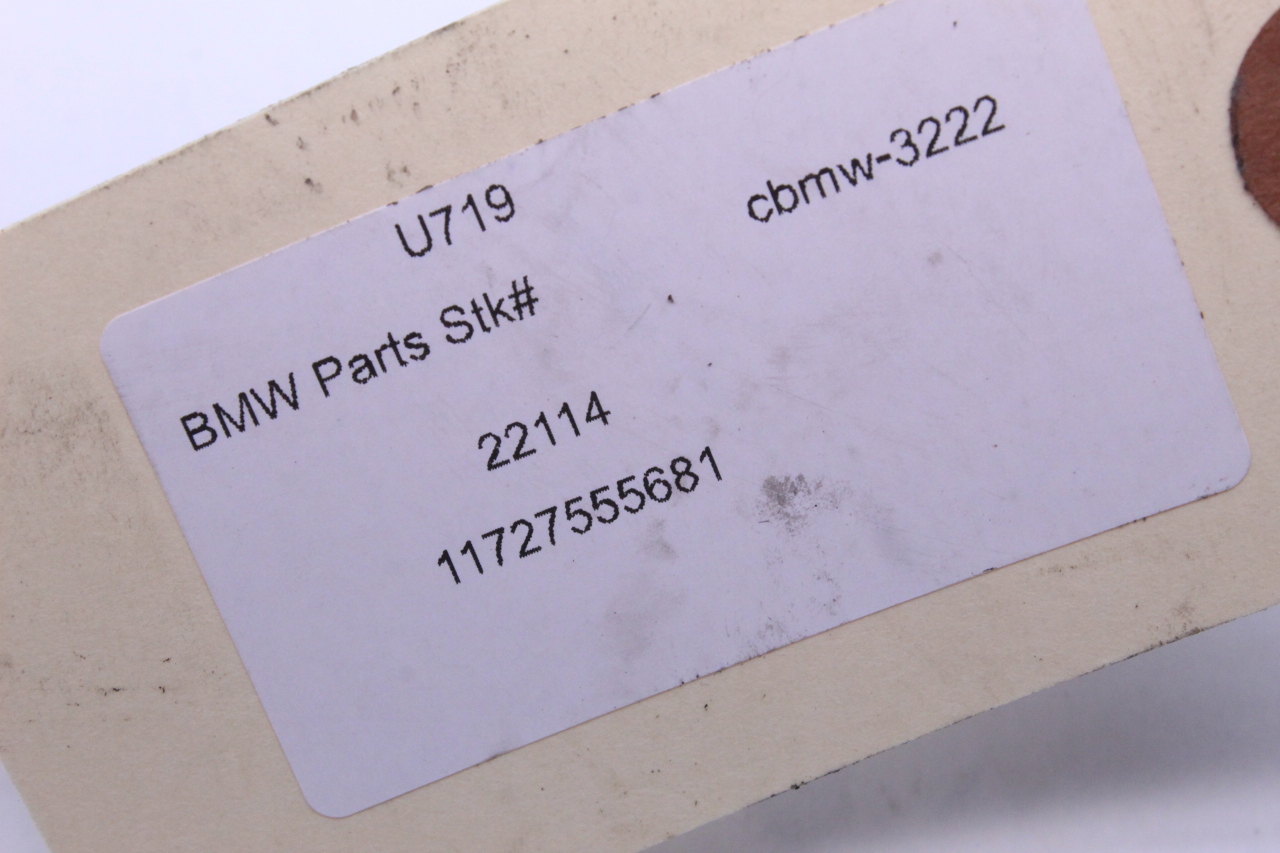 U719 cbmw-3222
BMW Parts Stk#
22114
11727555681